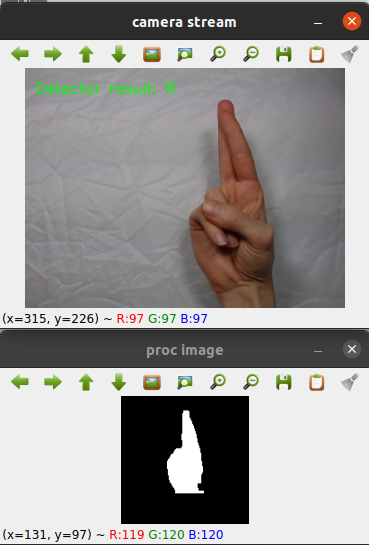 camera stream
Detector result: R
(x=315, y=226) ~ R:97 G:97 B:97
proc image
(x=131, y=97) ~ R:119 G:120 B:120